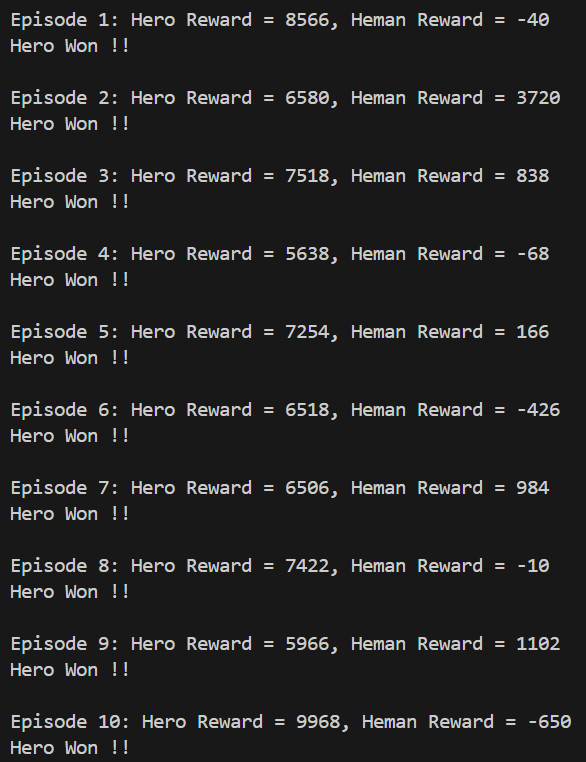 Episode 1: Hero Reward = 8566, Heman Reward = -40
Hero Won !!
Episode 2: Hero Reward = 6580, Heman Reward = 3720
Hero Won !!
Episode 3: Hero Reward = 7518, Heman Reward = 838
Hero Won !!
Episode 4: Hero Reward = 5638, Heman Reward = -68
Hero Won !!
Episode 5: Hero Reward = 7254, Heman Reward = 166
Hero Won !!
Episode 6: Hero Reward = 6518, Heman Reward = -426
Hero Won !!
Episode 7: Hero Reward = 6506, Heman Reward = 984
Hero Won !!
Episode 8: Hero Reward = 7422, Heman Reward = -10
Hero Won !!
Episode 9: Hero Reward = 5966, Heman Reward = 1102
Hero Won !!
Episode 10: Hero Reward = 9968, Heman Reward = -650
Hero Won !!